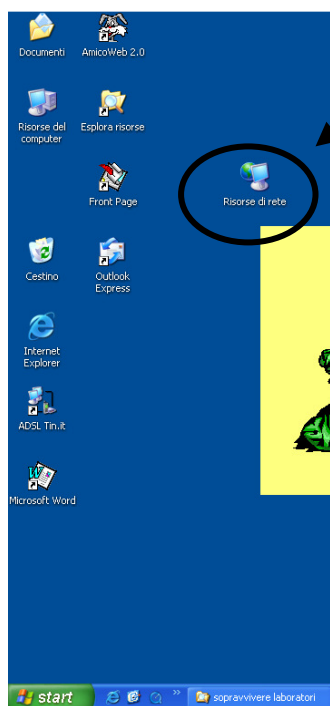 Documenti
AmicoWeb 2.0
Risorse del
computer
Esplora risorse
Front Page
Risorse di rete
Cestino
Outlook
Express
Internet
Explorer
ADSL Tin.it
Microsoft Word
start
sopravvivere laboratori